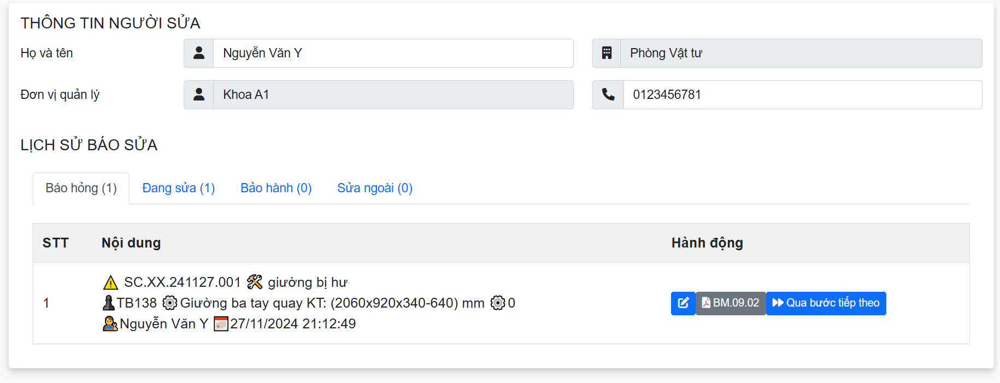 THÔNG TIN NGƯỜI SỬA
Họ và tên Nguyễn Văn Y Phòng Vật tư
Đơn vị quản lý Khoa A1 0123456781
LỊCH SỬ BÁO SỬA
Báo hỏng (1) Đang sửa (1) Bảo hành (0) Sửa ngoài (0)
STT Nội dung Hành động
⚠️ SC.XX.241127.001 🛠️ giường bị hư
1 ♟️TB138 ⚙️Giường ba tay quay KT: (2060x920x340-640) mm ⚙️0 BM.09.02 Qua bước tiếp theo
👨‍🔧Nguyễn Văn Y 📅27/11/2024 21:12:49